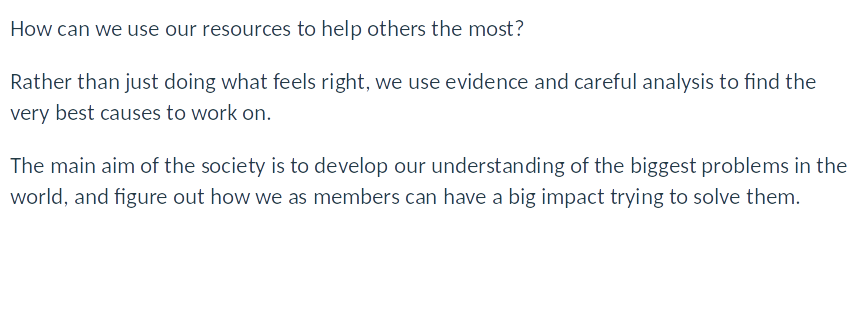 How can we use our resources to help others the most?
Rather than just doing what feels right, we use evidence and careful analysis to find the
very best causes to work on.
The main aim of the society is to develop our understanding of the biggest problems in the
world, and figure out how we as members can have a big impact trying to solve them.